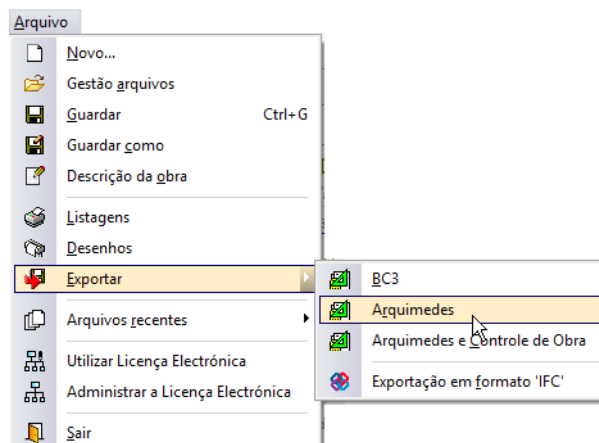 Arquivo
Novo...
Gestão arquivos
Guardar Ctrl+G
Guardar como
Descrição da obra
Listagens
Desenhos
Exportar
BC3
Arquimedes
Arquivos recentes
Arquimedes e Controle de Obra
Utilizar Licença Electrónica
Exportação em formato 'IFC'
Administrar a Licença Electrónica
Sair